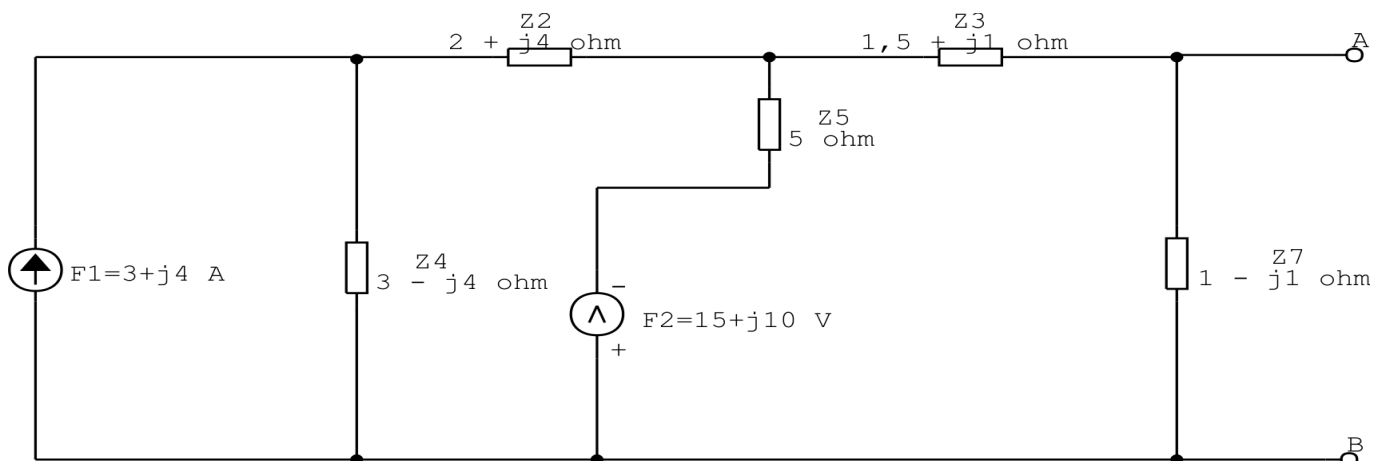 Z2
2 + j4 ohm
Z3
1,5 + j1 ohm
A
Z5
5 ohm
F1=3+j4 A
Z4
3 - j4 ohm
-
F2=15+j10 V
+
Z7
1 - j1 ohm
B